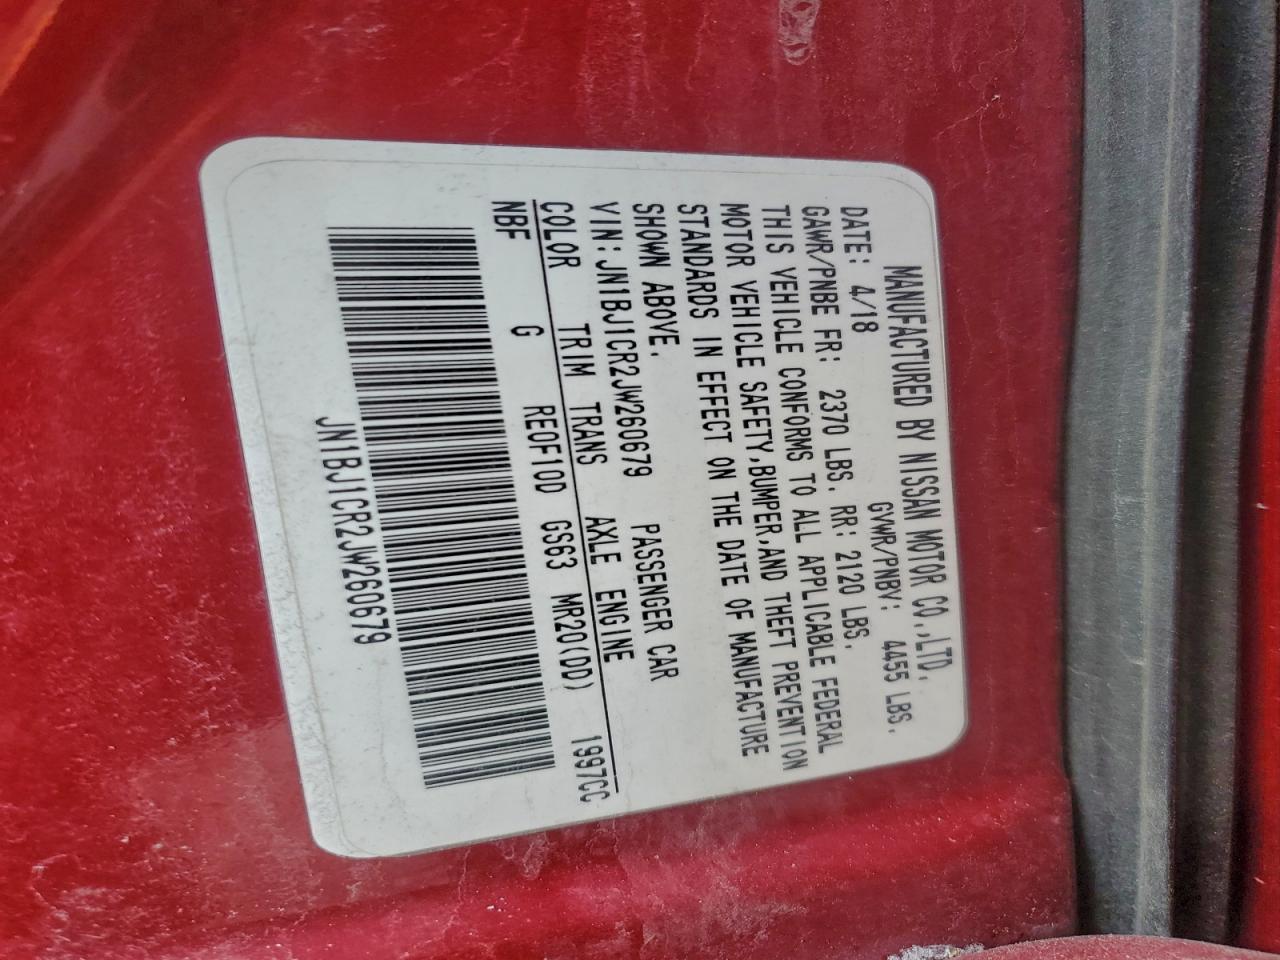 MANUFACTURED BY NISSAN MOTOR CO.,LTD.
DATE: 4/18 GVWR/PNBV: 4455 LBS.
GAWR/PNBE FR: 2370 LBS. RR: 2120 LBS.
THIS VEHICLE CONFORMS TO ALL APPLICABLE FEDERAL
MOTOR VEHICLE SAFETY,BUMPER,AND THEFT PREVENTION
STANDARDS IN EFFECT ON THE DATE OF MANUFACTURE
SHOWN ABOVE.
VIN:JN1BJ1CR2JW260679 PASSENGER CAR
COLOR TRIM TRANS AXLE ENGINE
NBF G RE0F10D GS63 MR20(DD) 1997CC
JN1BJ1CR2JW260679